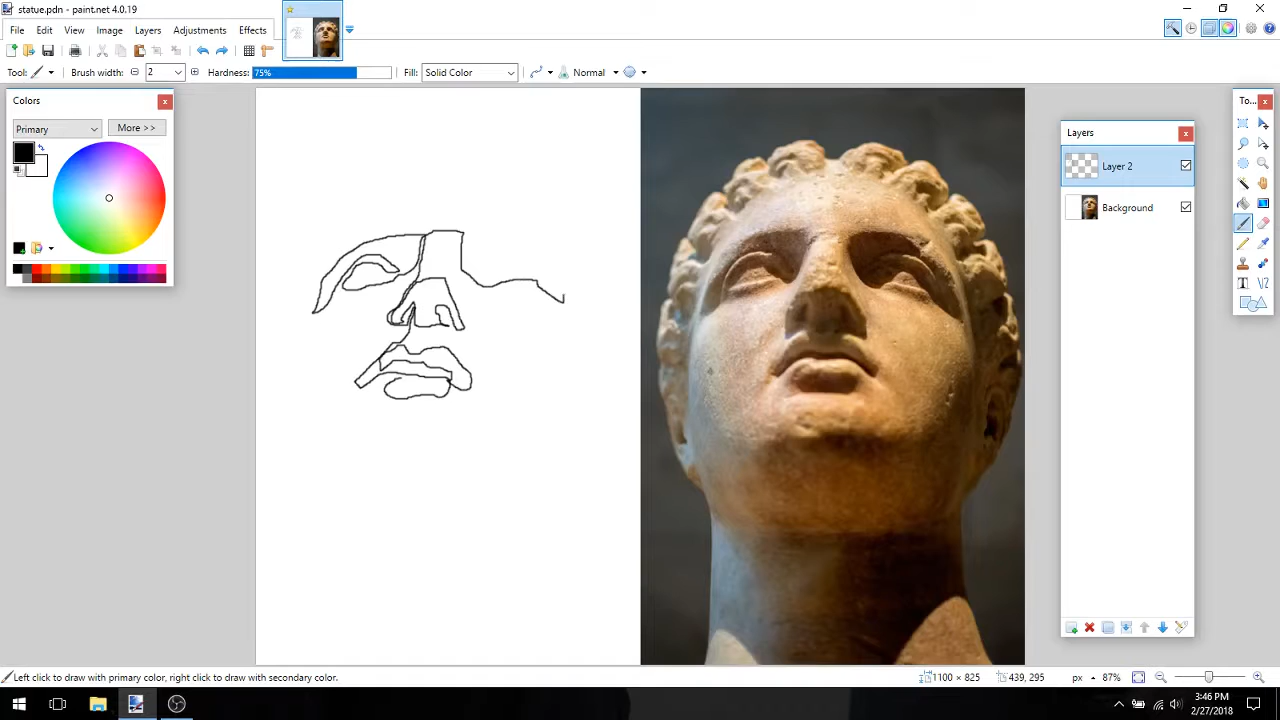 statue.pdn - paint.net 4.0.19
File Edit View Image Layers Adjustments Effects
Tool: Brush width: 2 Hardness: 75% Fill: Solid Color Normal
Colors
Primary More >>
Layers
Layer 2
Background
To...
Left click to draw with primary color, right click to draw with secondary color.
1100 × 825 439, 295 px 87%
3:46 PM
2/27/2018